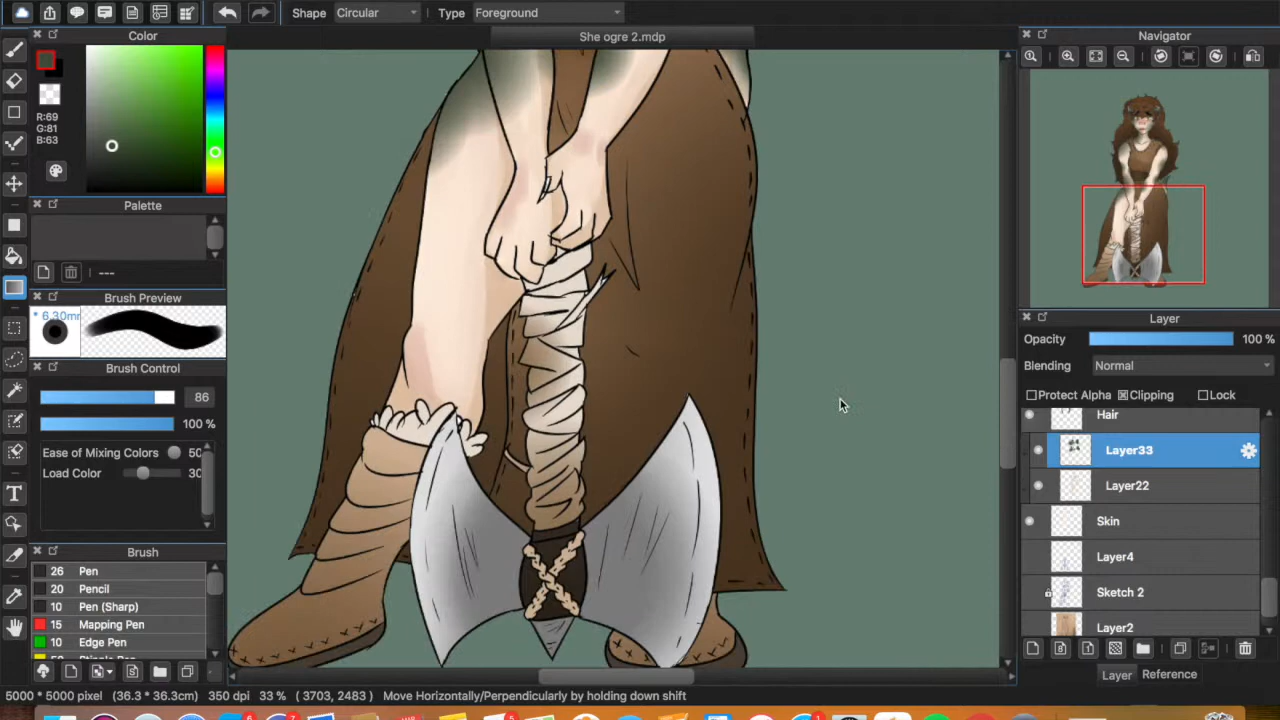 Shape Circular Type Foreground
She ogre 2.mdp
Color
R:69
G:81
B:63
Palette
---
Brush Preview
* 6.30mm
Brush Control
86
100 %
Ease of Mixing Colors 50
Load Color 30
Brush
26 Pen
20 Pencil
10 Pen (Sharp)
15 Mapping Pen
10 Edge Pen
Navigator
Layer
Opacity 100 %
Blending Normal
Protect Alpha Clipping Lock
Hair
Layer33
Layer22
Skin
Layer4
Sketch 2
Layer2
Layer Reference
5000 * 5000 pixel (36.3 * 36.3cm) 350 dpi 33 % ( 3703, 2483 ) Move Horizontally/Perpendicularly by holding down shift